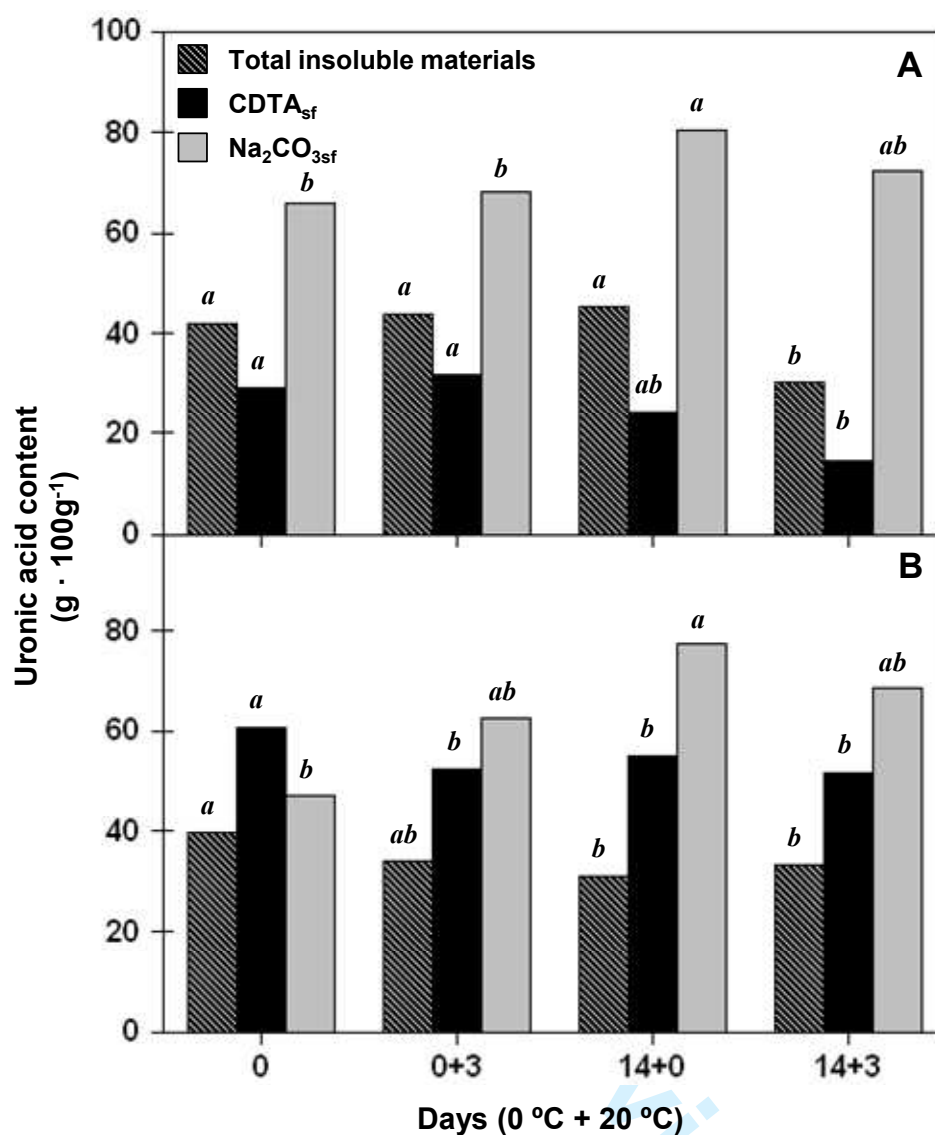 100
80
60
40
20
0
Total insoluble materials
CDTAsf
Na2CO3sf
A
a
a
b
a
a
b
a
ab
a
b
b
ab
Uronic acid content
(g · 100g-1)
B
80
60
40
20
0
a
a
b
ab
b
ab
b
b
a
b
b
ab
0
0+3
14+0
14+3
Days (0 ºC + 20 ºC)